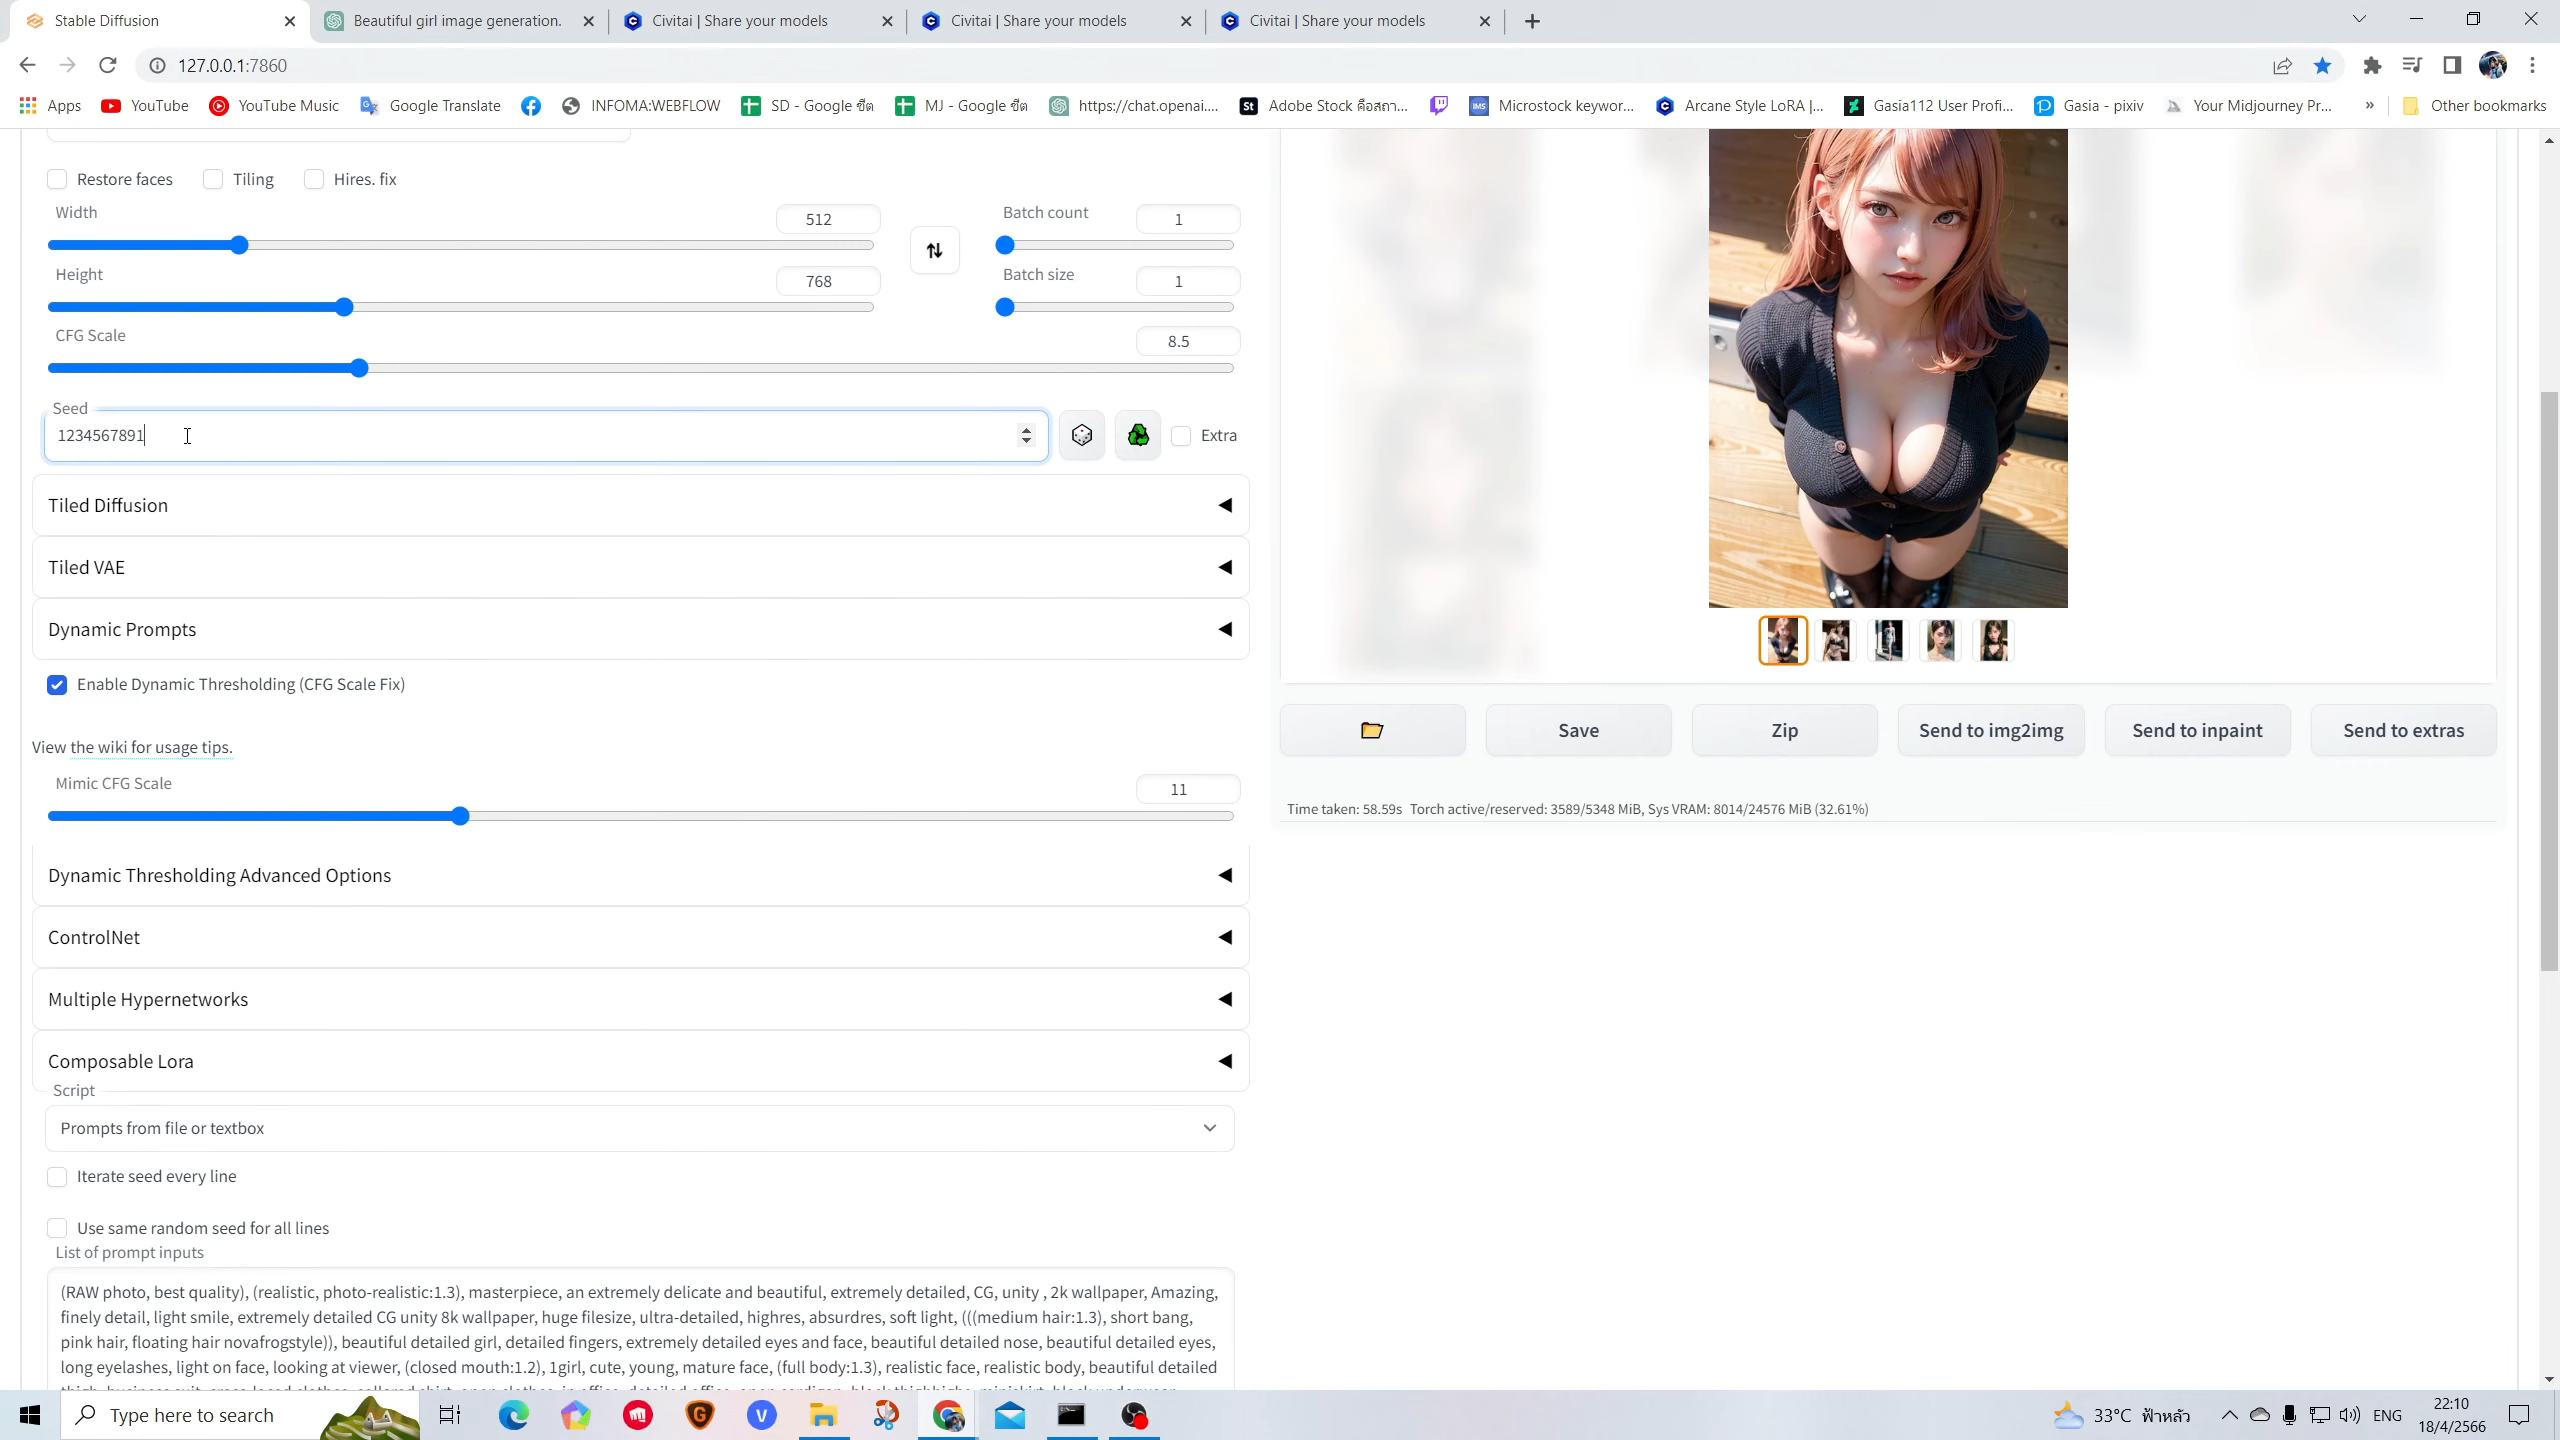 Stable Diffusion
Beautiful girl image generation.
Civitai | Share your models
Civitai | Share your models
Civitai | Share your models
127.0.0.1:7860
Apps
YouTube
YouTube Music
Google Translate
INFOMA:WEBFLOW
SD - Google ชีต
MJ - Google ชีต
https://chat.openai....
St
Adobe Stock คือสถา...
IMS
Microstock keywor...
Arcane Style LoRA |...
Gasia112 User Profi...
Gasia - pixiv
Your Midjourney Pr...
»
Other bookmarks
Restore faces
Tiling
Hires. fix
Width
512
Batch count
1
Height
768
Batch size
1
CFG Scale
8.5
Seed
1234567891
Extra
Tiled Diffusion
Tiled VAE
Dynamic Prompts
Enable Dynamic Thresholding (CFG Scale Fix)
View the wiki for usage tips.
Mimic CFG Scale
11
Dynamic Thresholding Advanced Options
ControlNet
Multiple Hypernetworks
Composable Lora
Script
Prompts from file or textbox
Iterate seed every line
Use same random seed for all lines
List of prompt inputs
(RAW photo, best quality), (realistic, photo-realistic:1.3), masterpiece, an extremely delicate and beautiful, extremely detailed, CG, unity , 2k wallpaper, Amazing,
finely detail, light smile, extremely detailed CG unity 8k wallpaper, huge filesize, ultra-detailed, highres, absurdres, soft light, (((medium hair:1.3), short bang,
pink hair, floating hair novafrogstyle)), beautiful detailed girl, detailed fingers, extremely detailed eyes and face, beautiful detailed nose, beautiful detailed eyes,
long eyelashes, light on face, looking at viewer, (closed mouth:1.2), 1girl, cute, young, mature face, (full body:1.3), realistic face, realistic body, beautiful detailed
Save
Zip
Send to img2img
Send to inpaint
Send to extras
Time taken: 58.59s Torch active/reserved: 3589/5348 MiB, Sys VRAM: 8014/24576 MiB (32.61%)
Type here to search
33°C ฟ้าหลัว
ENG
22:10
18/4/2566